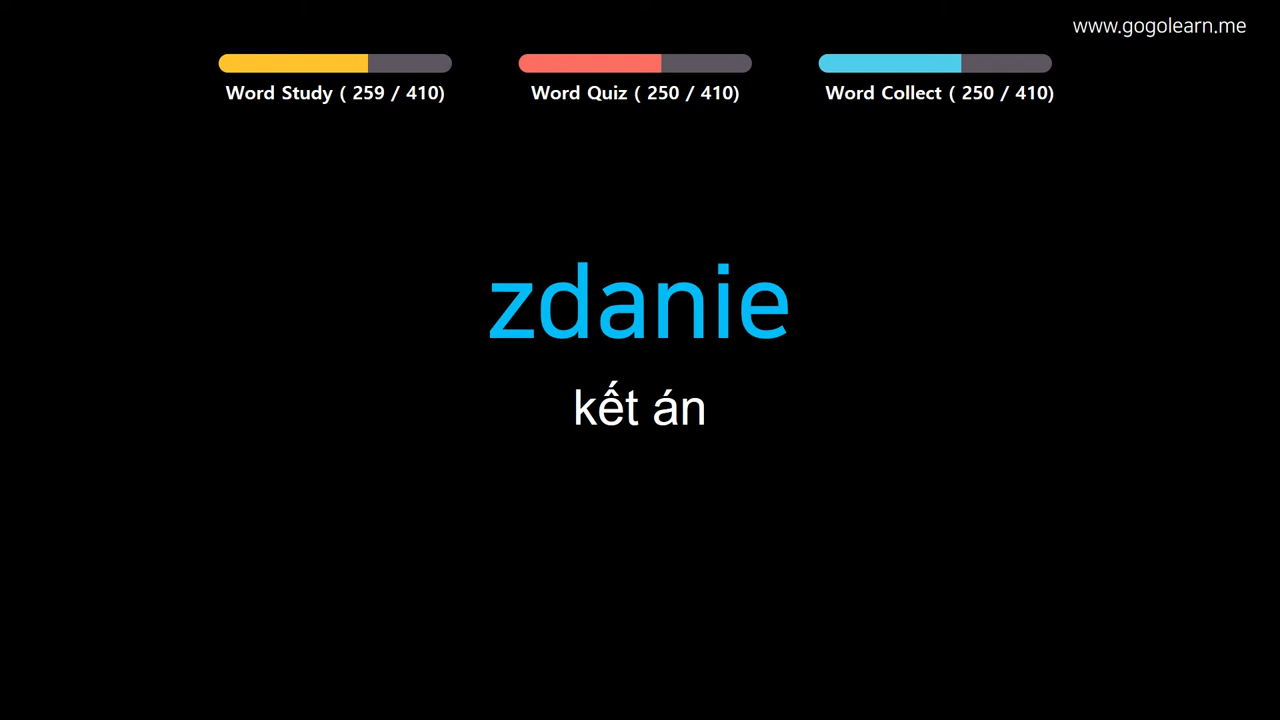 www.gogolearn.me
Word Study ( 259 / 410)
Word Quiz ( 250 / 410)
Word Collect ( 250 / 410)
zdanie
kết án